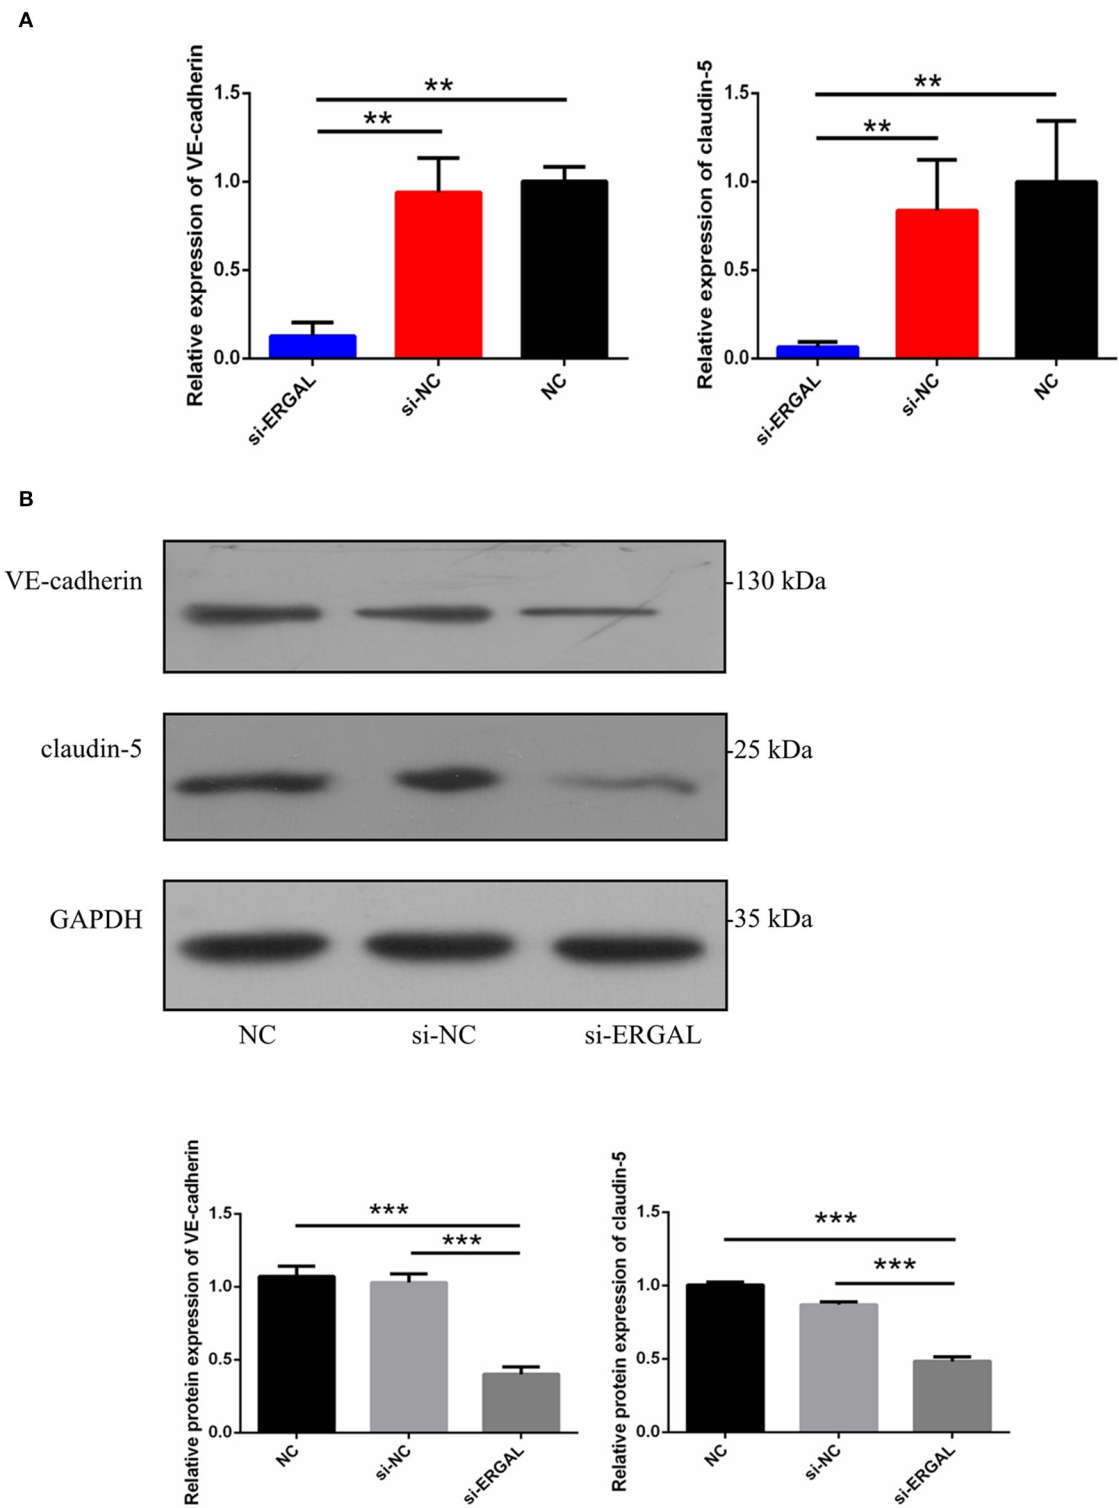 A
Relative expression of VE-cadherin
1.5
1.0
0.5
0.0
**
**
si-ERGAL
si-NC
NC
Relative expression of claudin-5
1.5
1.0
0.5
0.0
**
**
si-ERGAL
si-NC
NC
B
VE-cadherin
130 kDa
claudin-5
25 kDa
GAPDH
35 kDa
NC si-NC si-ERGAL
Relative protein expression of VE-cadherin
1.5
1.0
0.5
0.0
***
***
NC
si-NC
si-ERGAL
Relative protein expression of claudin-5
1.5
1.0
0.5
0.0
***
***
NC
si-NC
si-ERGAL